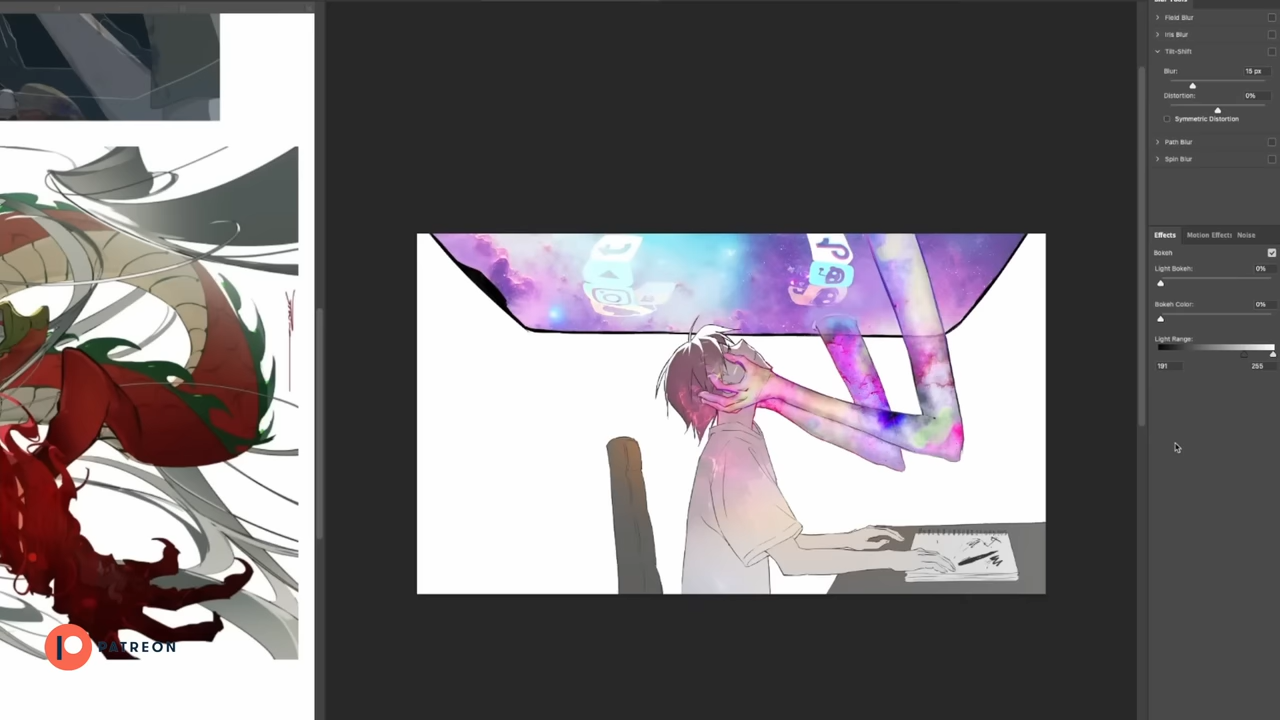 Field Blur
Iris Blur
Tilt-Shift
Blur: 15 px
Distortion: 0%
Symmetric Distortion
Path Blur
Spin Blur
Effects Motion Effects Noise
Bokeh
Light Bokeh: 0%
Bokeh Color: 0%
Light Range:
191 255
PATREON